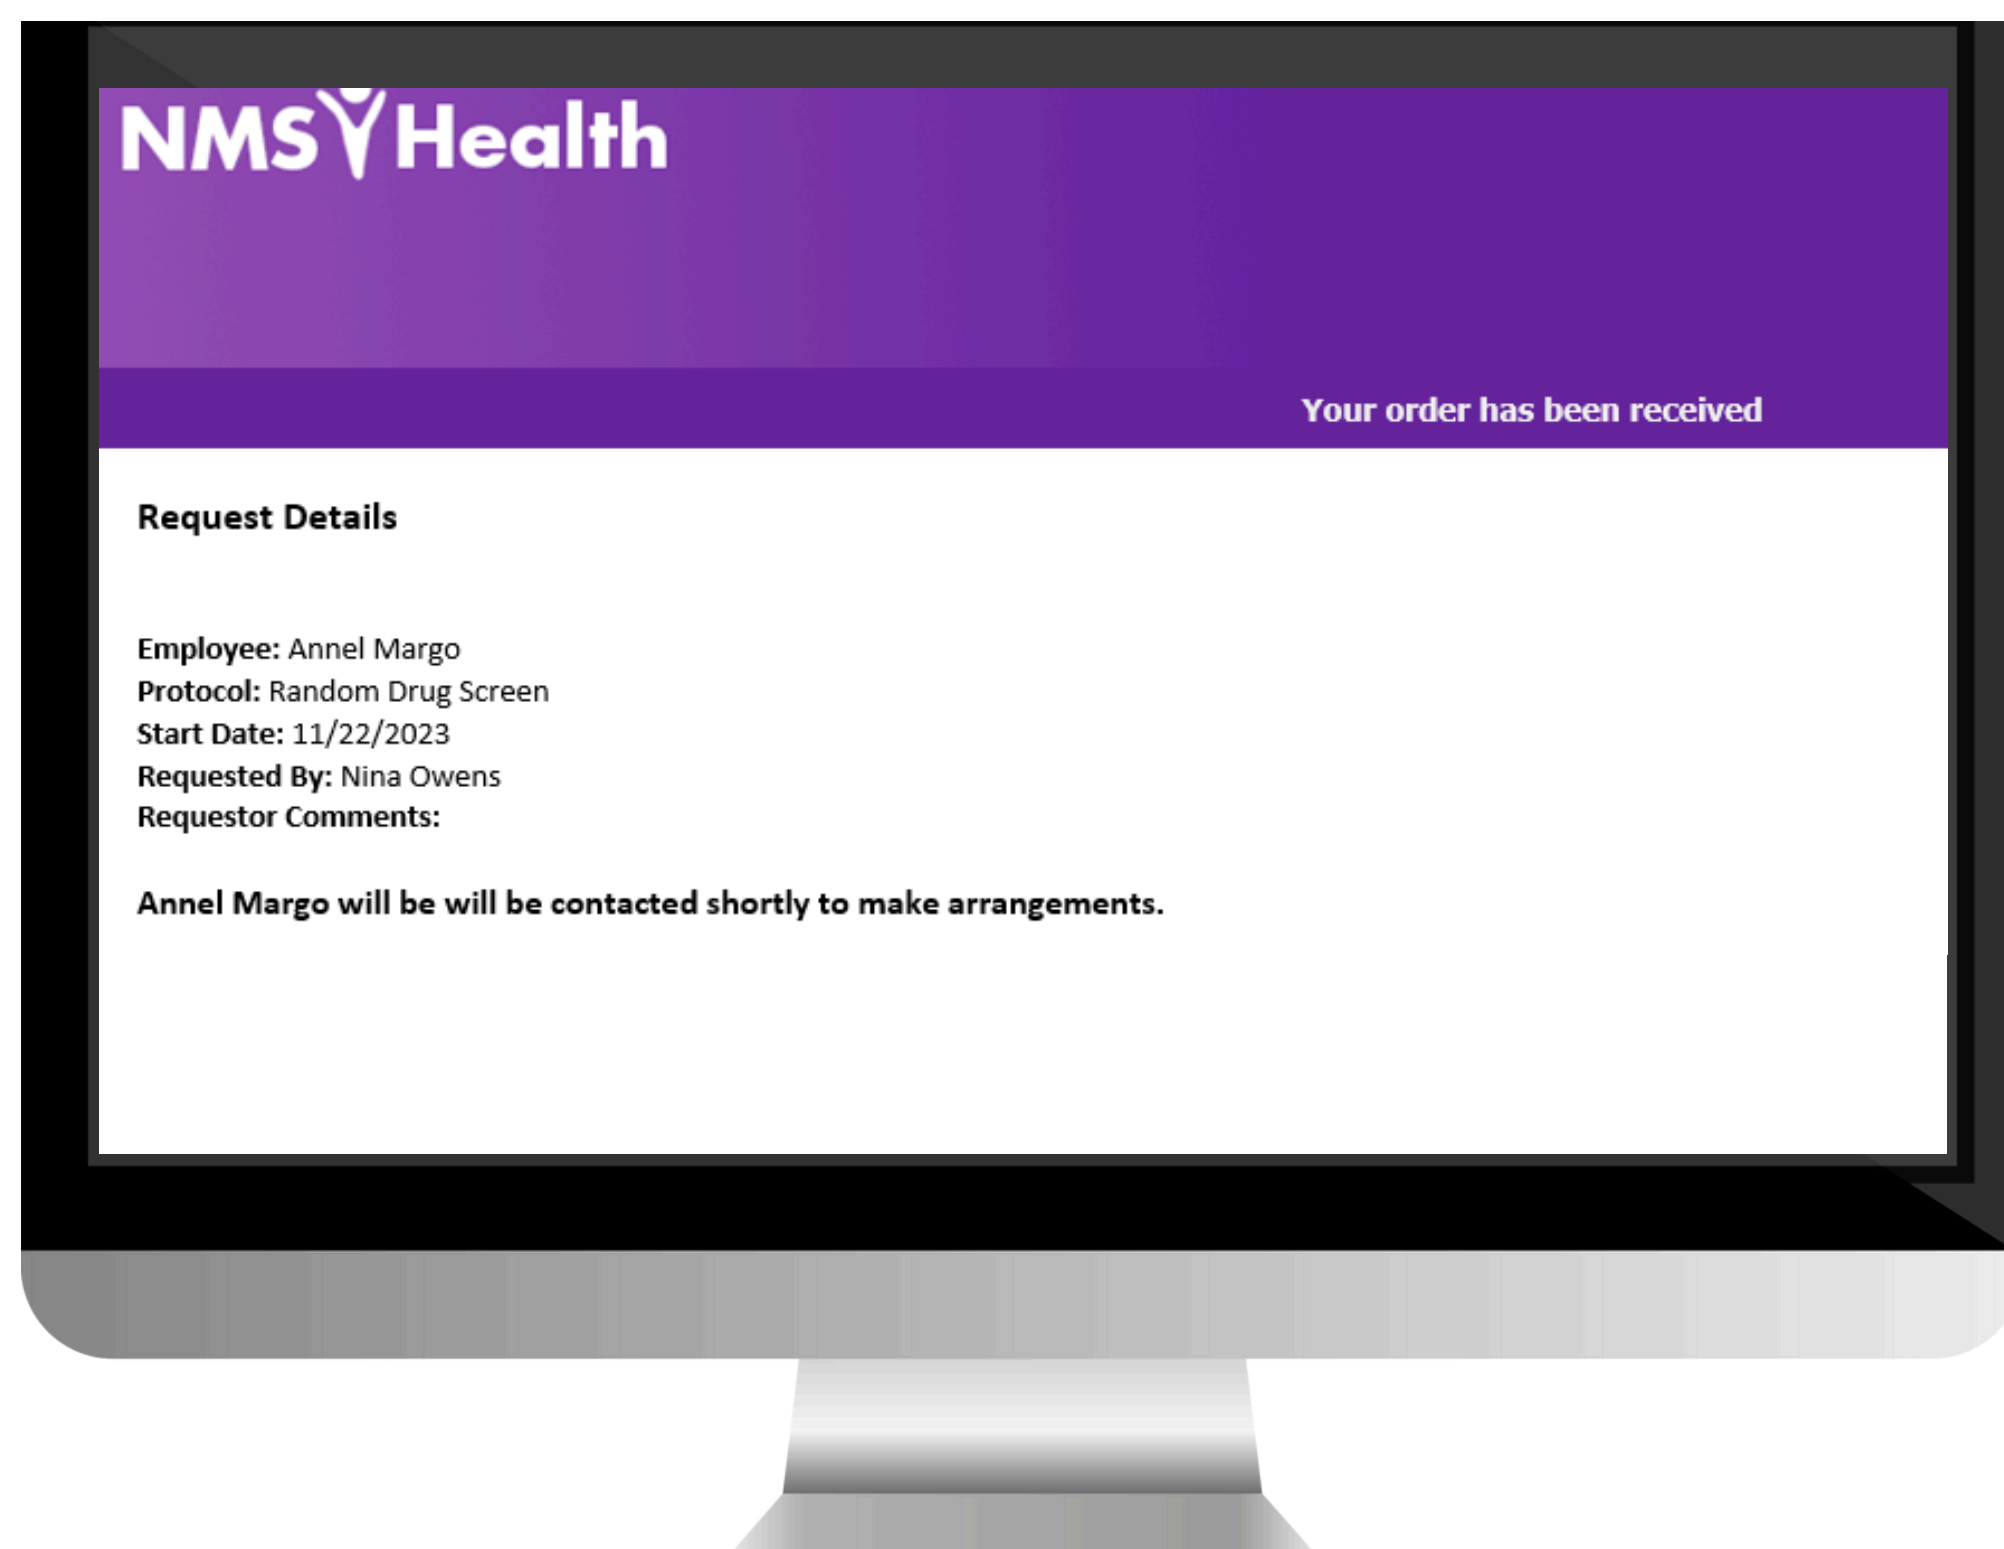 NMS Health
Your order has been received
Request Details
Employee: Annel Margo
Protocol: Random Drug Screen
Start Date: 11/22/2023
Requested By: Nina Owens
Requestor Comments:
Annel Margo will be will be contacted shortly to make arrangements.